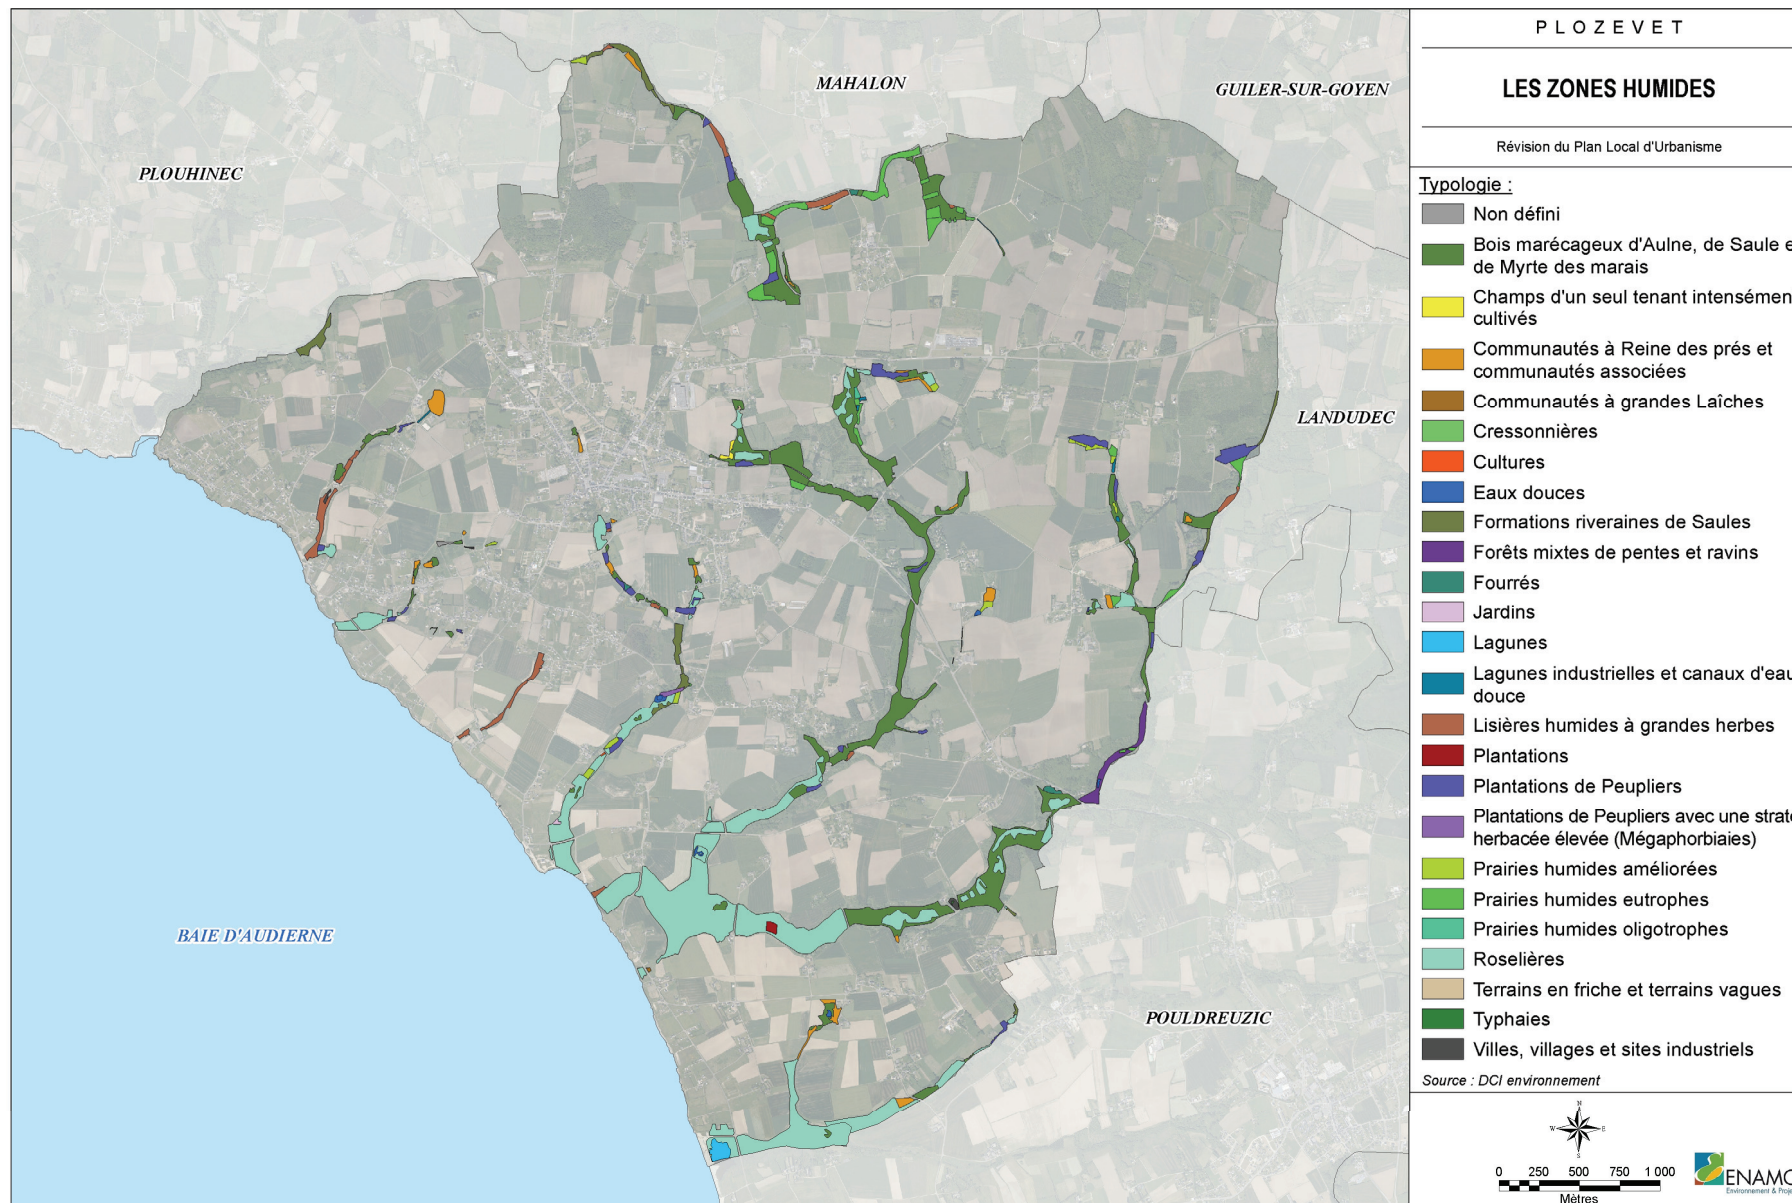 PLOZEVET
LES ZONES HUMIDES
Révision du Plan Local d'Urbanisme
Typologie :
Non défini
Bois marécageux d'Aulne, de Saule e
de Myrte des marais
Champs d'un seul tenant intensémen
cultivés
Communautés à Reine des prés et
communautés associées
Communautés à grandes Laîches
Cressonnières
Cultures
Eaux douces
Formations riveraines de Saules
Forêts mixtes de pentes et ravins
Fourrés
Jardins
Lagunes
Lagunes industrielles et canaux d'eau
douce
Lisières humides à grandes herbes
Plantations
Plantations de Peupliers
Plantations de Peupliers avec une strate
herbacée élevée (Mégaphorbiaies)
Prairies humides améliorées
Prairies humides eutrophes
Prairies humides oligotrophes
Roselières
Terrains en friche et terrains vagues
Typhaies
Villes, villages et sites industriels
Source : DCI environnement
N
W E
S
0 250 500 750 1 000
Mètres
ENAMO
Environnement & Proj
MAHALON
GUILER-SUR-GOYEN
PLOUHINEC
LANDUDEC
BAIE D'AUDIERNE
POULDREUZIC